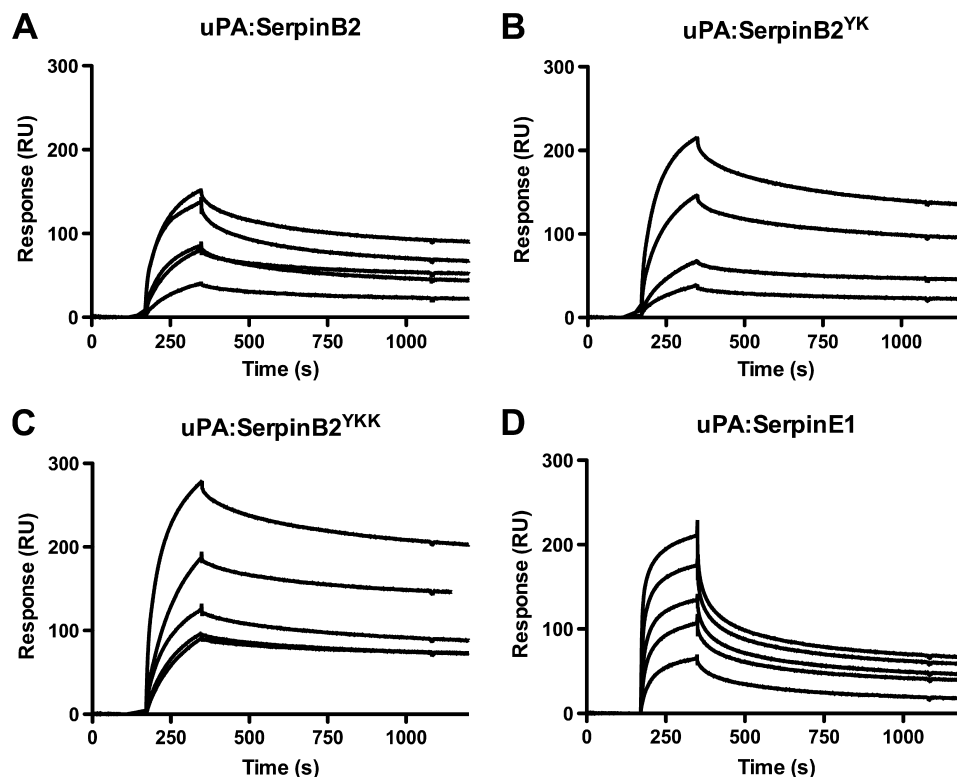 A
uPA:SerpinB2
Response (RU)
300
200
100
0
0 250 500 750 1000
Time (s)
B
uPA:SerpinB2YK
Response (RU)
300
200
100
0
0 250 500 750 1000
Time (s)
C
uPA:SerpinB2YKK
Response (RU)
300
200
100
0
0 250 500 750 1000
Time (s)
D
uPA:SerpinE1
Response (RU)
300
200
100
0
0 250 500 750 1000
Time (s)